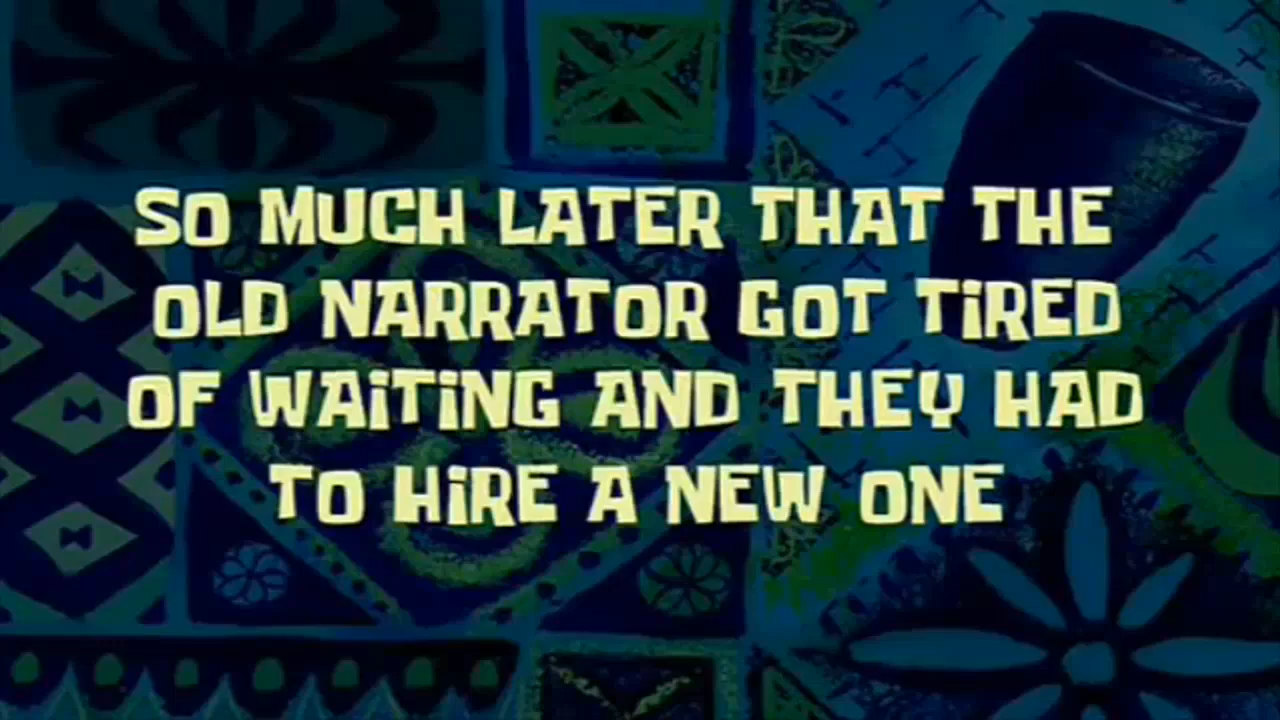 SO MUCH LATER THAT THE
OLD NARRATOR GOT TIRED
OF WAITING AND THEY HAD
TO HIRE A NEW ONE